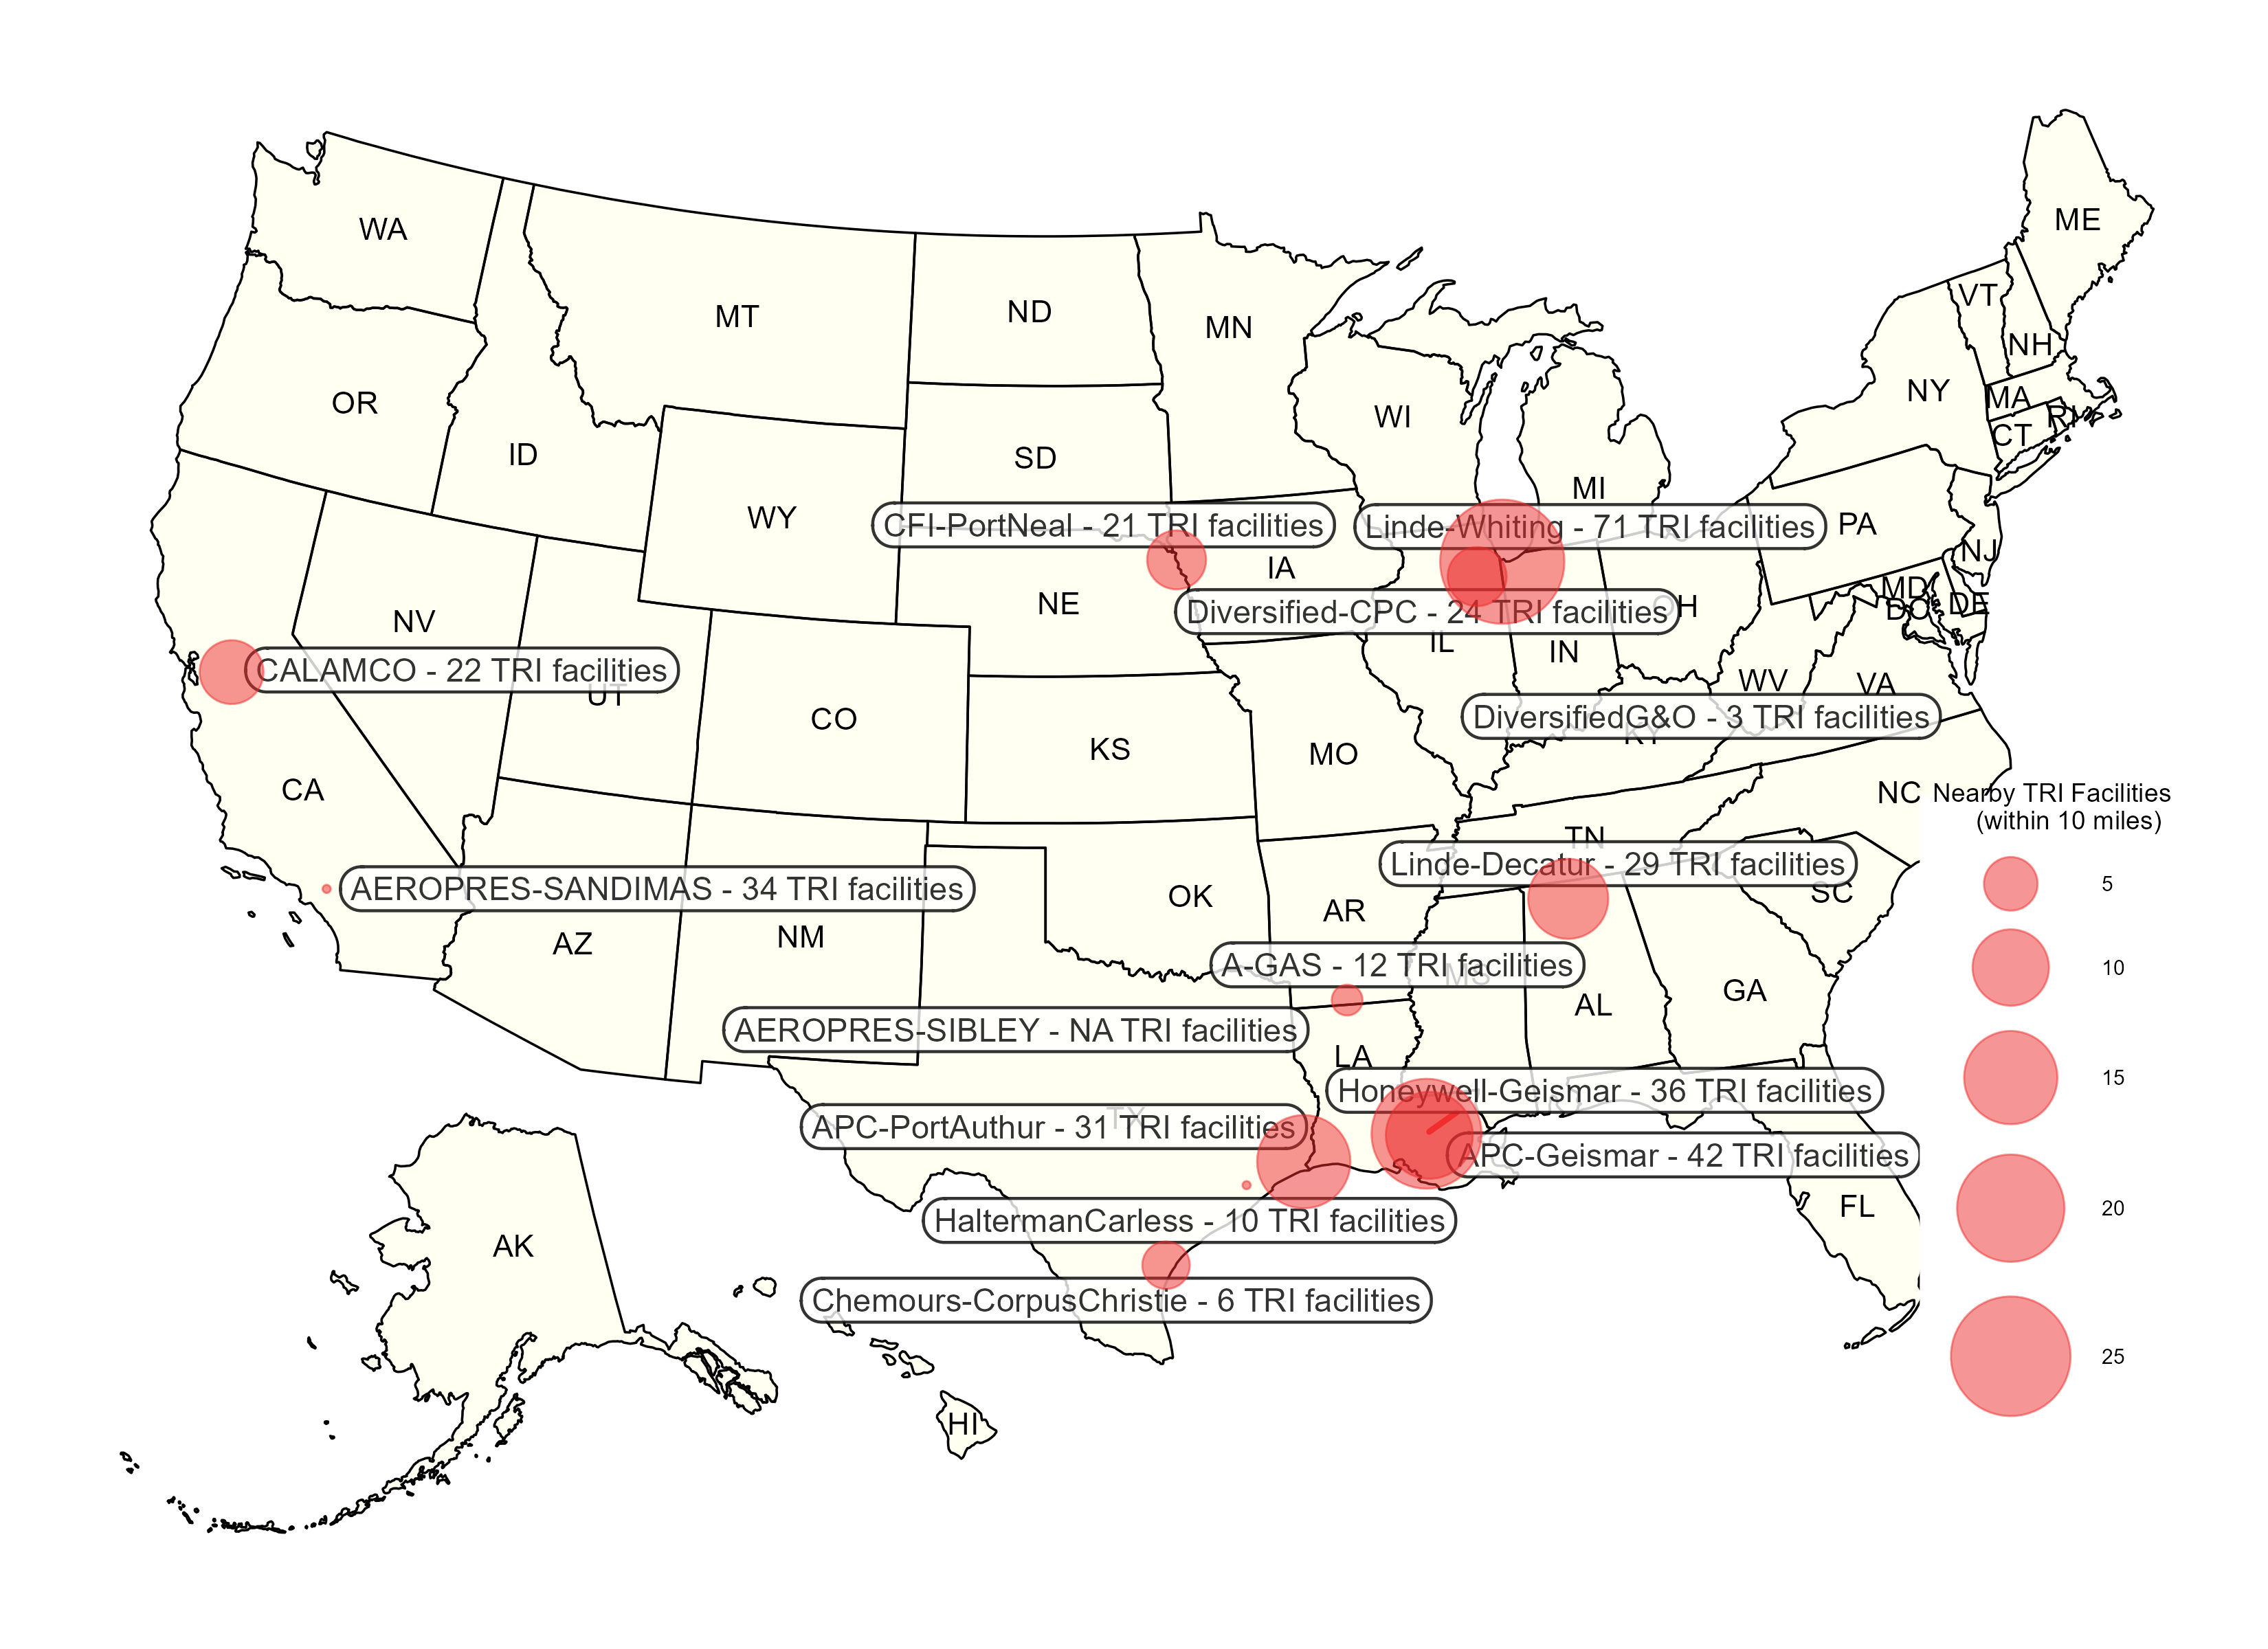 WA
ME
MT
ND
MN
VT
NH
OR
ID
SD
WI
NY
MA
RI
CT
MI
WY
CFI-PortNeal - 21 TRI facilities
Linde-Whiting - 71 TRI facilities
PA
NJ
IA
NE
Diversified-CPC - 24 TRI facilities
OH
MD
DC
DE
NV
IL
IN
CALAMCO - 22 TRI facilities
UT
WV
VA
CO
DiversifiedG&O - 3 TRI facilities
KY
KS
MO
CA
NC
Nearby TRI Facilities
(within 10 miles)
TN
Linde-Decatur - 29 TRI facilities
5
AEROPRES-SANDIMAS - 34 TRI facilities
OK
AR
SC
AZ
NM
A-GAS - 12 TRI facilities
MS
10
AL
GA
AEROPRES-SIBLEY - NA TRI facilities
LA
15
Honeywell-Geismar - 36 TRI facilities
TX
APC-PortAuthur - 31 TRI facilities
APC-Geismar - 42 TRI facilities
FL
20
HaltermanCarless - 10 TRI facilities
AK
Chemours-CorpusChristie - 6 TRI facilities
25
HI